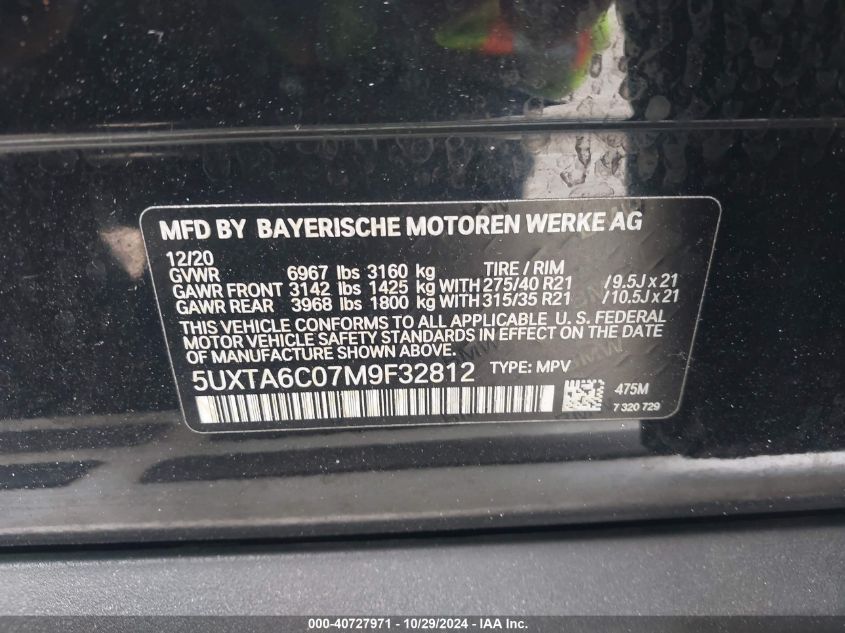 MFD BY BAYERISCHE MOTOREN WERKE AG
12/20
GVWR 6967 lbs 3160 kg TIRE / RIM
GAWR FRONT 3142 lbs 1425 kg WITH 275/40 R21 / 9.5J x 21
GAWR REAR 3968 lbs 1800 kg WITH 315/35 R21 / 10.5J x 21
THIS VEHICLE CONFORMS TO ALL APPLICABLE U. S. FEDERAL
MOTOR VEHICLE SAFETY STANDARDS IN EFFECT ON THE DATE
OF MANUFACTURE SHOWN ABOVE.
5UXTA6C07M9F32812 TYPE: MPV
475M
7 320 729
000-40727971 - 10/29/2024 - IAA Inc.